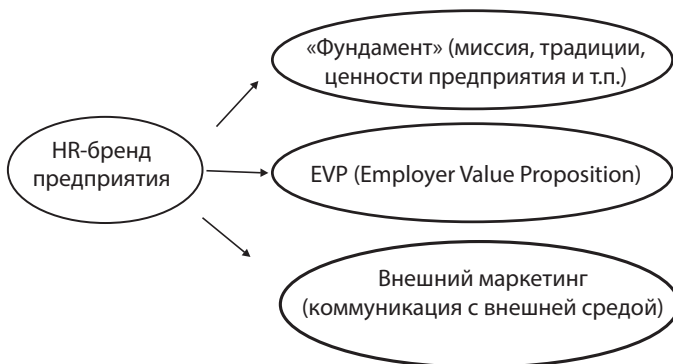 «Фундамент» (миссия, традиции,
ценности предприятия и т.п.)
HR-бренд
предприятия
EVP (Employer Value Proposition)
Внешний маркетинг
(коммуникация с внешней средой)